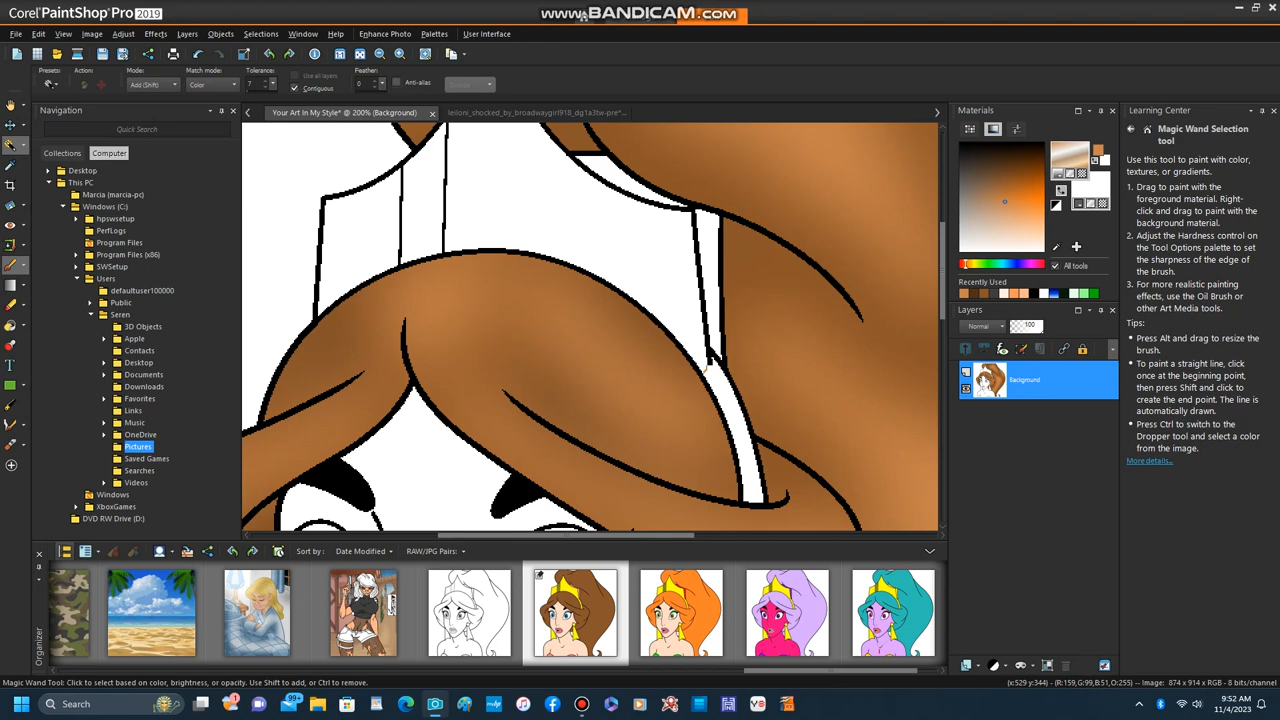 Corel PaintShop Pro 2019
www.BANDICAM.com
File Edit View Image Adjust Effects Layers Objects Selections Window Help Enhance Photo Palettes User Interface
Presets: Action: Mode: Match mode: Tolerance: Use all layers Feather:
Add (Shift) Color 7 Contiguous 0 Anti-alias
Navigation
Quick Search
Collections Computer
Desktop
This PC
Marcia (marcia-pc)
Windows (C:)
hpswsetup
PerfLogs
Program Files
Program Files (x86)
SWSetup
Users
defaultuser100000
Public
Seren
3D Objects
Apple
Contacts
Desktop
Documents
Downloads
Favorites
Links
Music
OneDrive
Pictures
Saved Games
Searches
Videos
Windows
XboxGames
DVD RW Drive (D:)
Your Art In My Style* @ 200% (Background)
leiloni_shocked_by_broadwaygirl918_dg1a3tw-pre*...
Materials
All tools
Recently Used
Layers
Normal 100
Background
Learning Center
Magic Wand Selection tool
Use this tool to paint with color, textures, or gradients.
1. Drag to paint with the foreground material. Right-click and drag to paint with the background material.
2. Adjust the Hardness control on the Tool Options palette to set the sharpness of the edge of the brush.
3. For more realistic painting effects, use the Oil Brush or other Art Media tools.
Tips:
Press Alt and drag to resize the brush.
To paint a straight line, click once at the beginning point, then press Shift and click to create the end point. The line is automatically drawn.
Press Ctrl to switch to the Dropper tool and select a color from the image.
More details...
Organizer
Sort by: Date Modified RAW/JPG Pairs:
Magic Wand Tool: Click to select based on color, brightness, or opacity. Use Shift to add, or Ctrl to remove.
(x:529 y:344) - (R:159,G:99,B:51,O:255) -- Image: 874 x 914 x RGB - 8 bits/channel
Search
1
99+
9:52 AM
11/4/2023